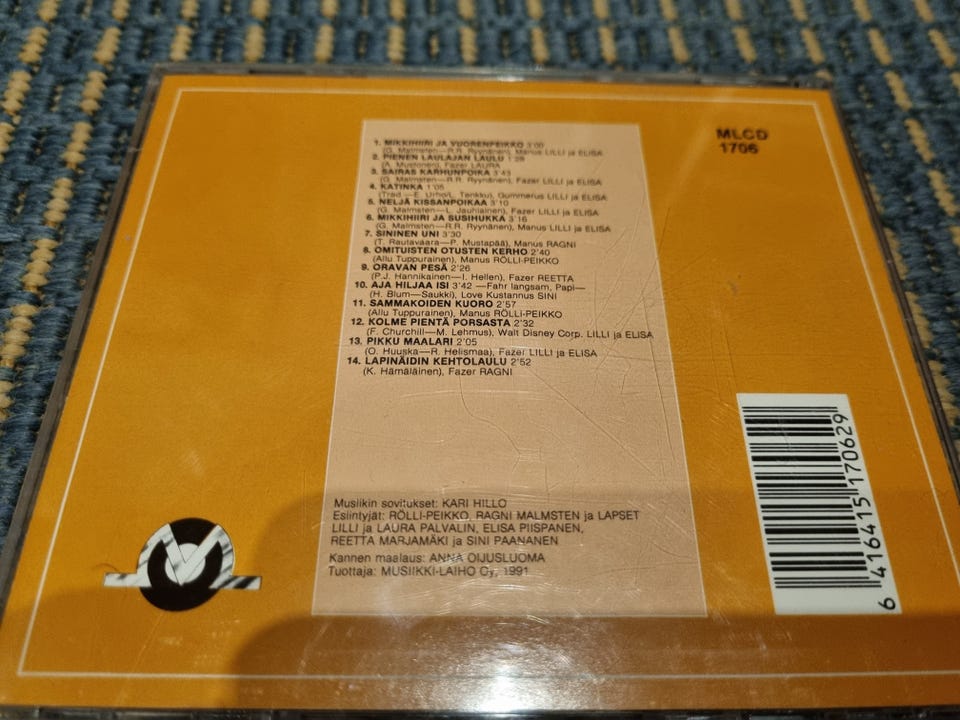 MLCD
1706
1. MIKKIHIIRI JA VUORENPEIKKO 3'00
(G. Malmsten—R.R. Ryynänen), Manus LILLI ja ELISA
2. PIENEN LAULAJAN LAULU 1'28
(A. Mustonen), Fazer LAURA
3. SAIRAS KARHUNPOIKA 3'43
(G. Malmsten—R.R. Ryyndinen), Fazer LILLI ja ELISA
4. KATINKA 1'05
(Trad.—E. Urho/L. Tenkku), Gummerus LILLI ja ELISA
5. NELJÄ KISSANPOIKAA 3'10
(G. Malmsten—L. Jauhiainen), Fazer LILLI ja ELISA
6. MIKKIHIIRI JA SUSIHUKKA 3'16
(G. Malmsten—R.R. Ryynänen), Manus LILLI ja ELISA
7. SININEN UNI 3'30
(T. Rautavaara—P. Mustapää), Manus RAGNI
8. OMITUISTEN OTUSTEN KERHO 2'40
(Allu Tuppurainen), Manus RÖLLI-PEIKKO
9. ORAVAN PESÄ 2'26
(P.J. Hannikainen—I. Hellen), Fazer REETTA
10. AJA HILJAA ISI 3'42 —Fahr langsam, Papi—
(H. Blum—Saukki), Love Kustannus SINI
11. SAMMAKOIDEN KUORO 2'57
(Allu Tuppurainen), Manus RÖLLI-PEIKKO
12. KOLME PIENTÄ PORSASTA 2'32
(F. Churchill—M. Lehmus), Walt Disney Corp. LILLI ja ELISA
13. PIKKU MAALARI 2'05
(O. Huuska—R. Helismaa), Fazer LILLI ja ELISA
14. LAPINÄIDIN KEHTOLAULU 2'52
(K. Hämäläinen), Fazer RAGNI
Musiikin sovitukset: KARI HILLO
Esiintyjät: RÖLLI-PEIKKO, RAGNI MALMSTEN ja LAPSET
LILLI ja LAURA PALVALIN, ELISA PIISPANEN,
REETTA MARJAMÄKI ja SINI PAANANEN
Kannen maalaus: ANNA OIJUSLUOMA
Tuottaja: MUSIIKKI-LAIHO Oy, 1991
6 416415 170629